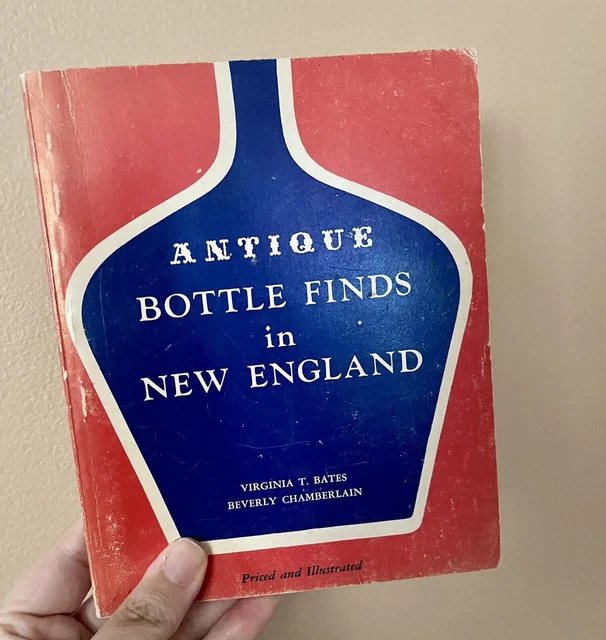 ANTIQUE
BOTTLE FINDS
in
NEW ENGLAND
VIRGINIA T. BATES
BEVERLY CHAMBERLAIN
Priced and Illustrated